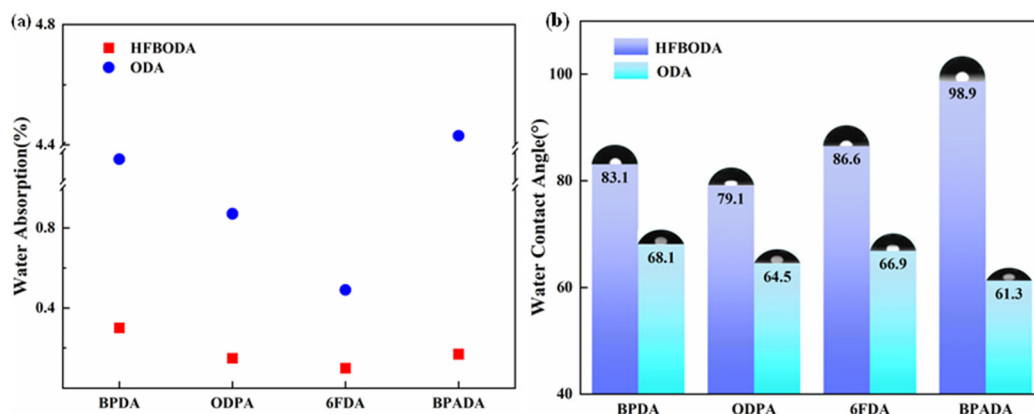 (a)
HFBODA
ODA
Water Absorption(%)
4.8
4.4
0.8
0.4
BPDA ODPA 6FDA BPADA
(b)
HFBODA
ODA
Water Contact Angle(°)
100
80
60
40
83.1
68.1
79.1
64.5
86.6
66.9
98.9
61.3
BPDA ODPA 6FDA BPADA